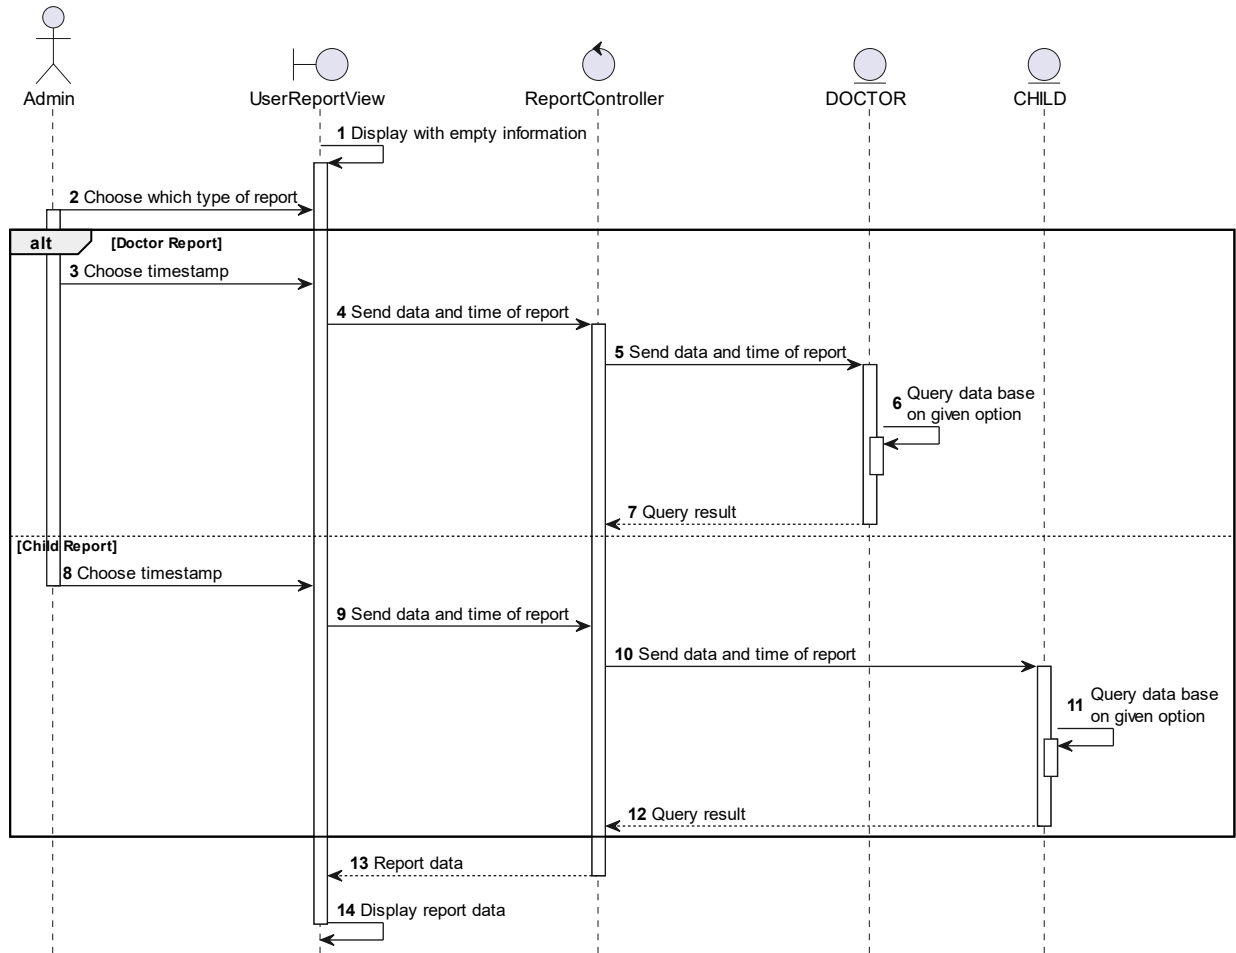 Admin
UserReportView
ReportController
DOCTOR
CHILD
1 Display with empty information
2 Choose which type of report
alt [Doctor Report]
3 Choose timestamp
4 Send data and time of report
5 Send data and time of report
6 Query data base
on given option
7 Query result
[Child Report]
8 Choose timestamp
9 Send data and time of report
10 Send data and time of report
11 Query data base
on given option
12 Query result
13 Report data
14 Display report data